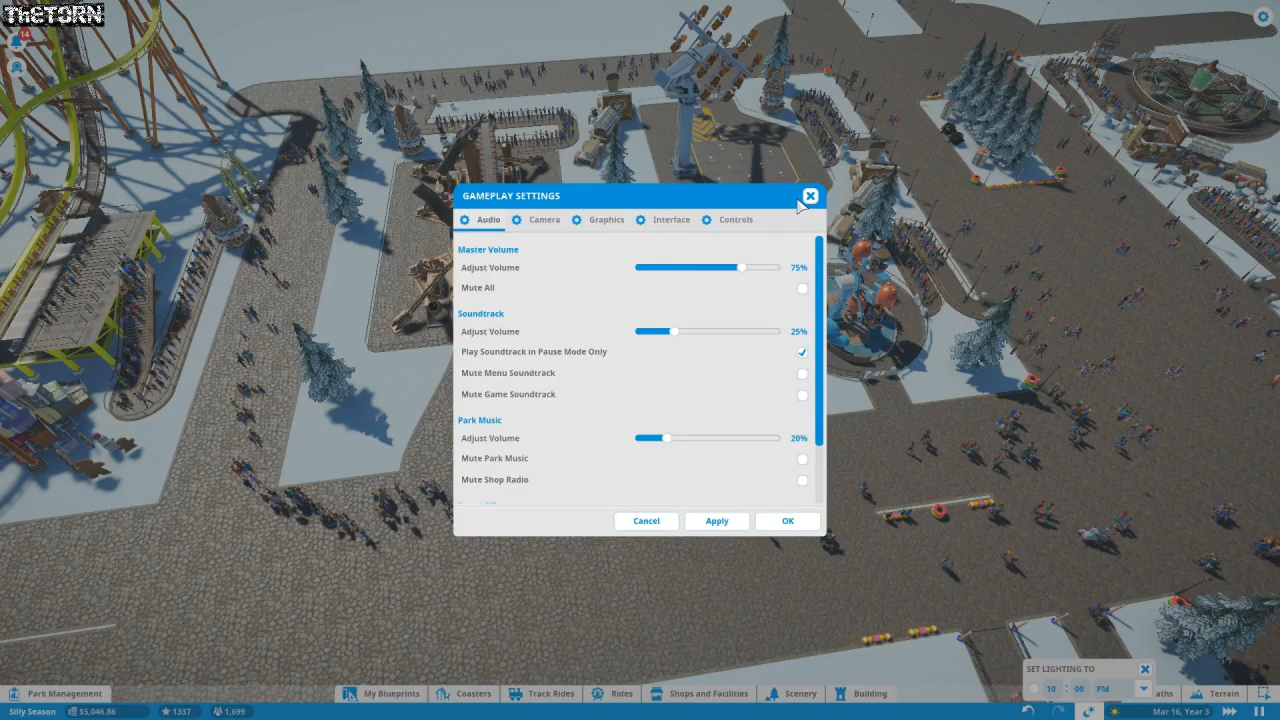 THETORN
14
GAMEPLAY SETTINGS
Audio Camera Graphics Interface Controls
Master Volume
Adjust Volume 75%
Mute All
Soundtrack
Adjust Volume 25%
Play Soundtrack in Pause Mode Only
Mute Menu Soundtrack
Mute Game Soundtrack
Park Music
Adjust Volume 20%
Mute Park Music
Mute Shop Radio
Cancel Apply OK
SET LIGHTING TO
10 : 00 PM
Park Management My Blueprints Coasters Track Rides Rides Shops and Facilities Scenery Building Terrain
Silly Season $5,046.86 1337 1,699 Mar 16, Year 3